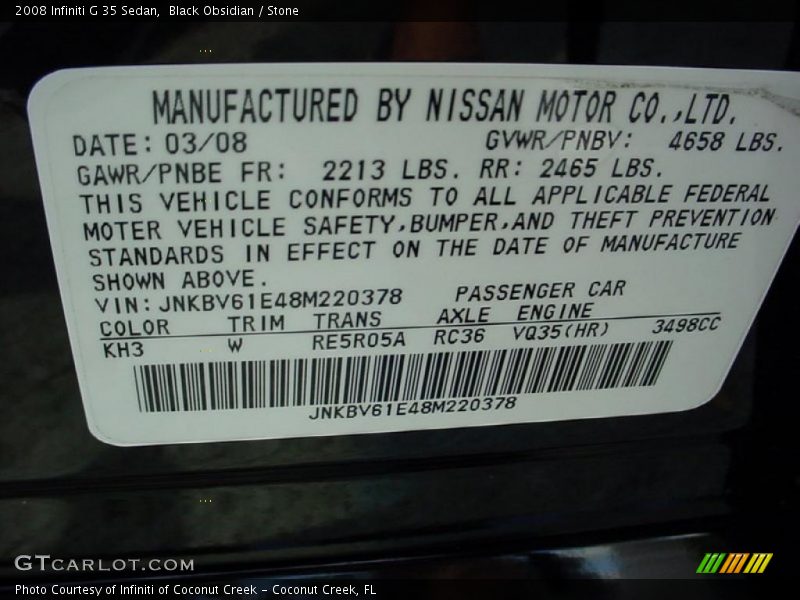 2008 Infiniti G 35 Sedan,  Black Obsidian / Stone
MANUFACTURED BY NISSAN MOTOR CO.,LTD.
DATE: 03/08 GVWR/PNBV: 4658 LBS.
GAWR/PNBE FR: 2213 LBS. RR: 2465 LBS.
THIS VEHICLE CONFORMS TO ALL APPLICABLE FEDERAL
MOTER VEHICLE SAFETY,BUMPER,AND THEFT PREVENTION
STANDARDS IN EFFECT ON THE DATE OF MANUFACTURE
SHOWN ABOVE.
VIN: JNKBV61E48M220378 PASSENGER CAR
COLOR TRIM TRANS AXLE ENGINE
KH3 W RE5R05A RC36 VQ35(HR) 3498CC
JNKBV61E48M220378
GTCARLOT.COM
Photo Courtesy of Infiniti of Coconut Creek - Coconut Creek, FL